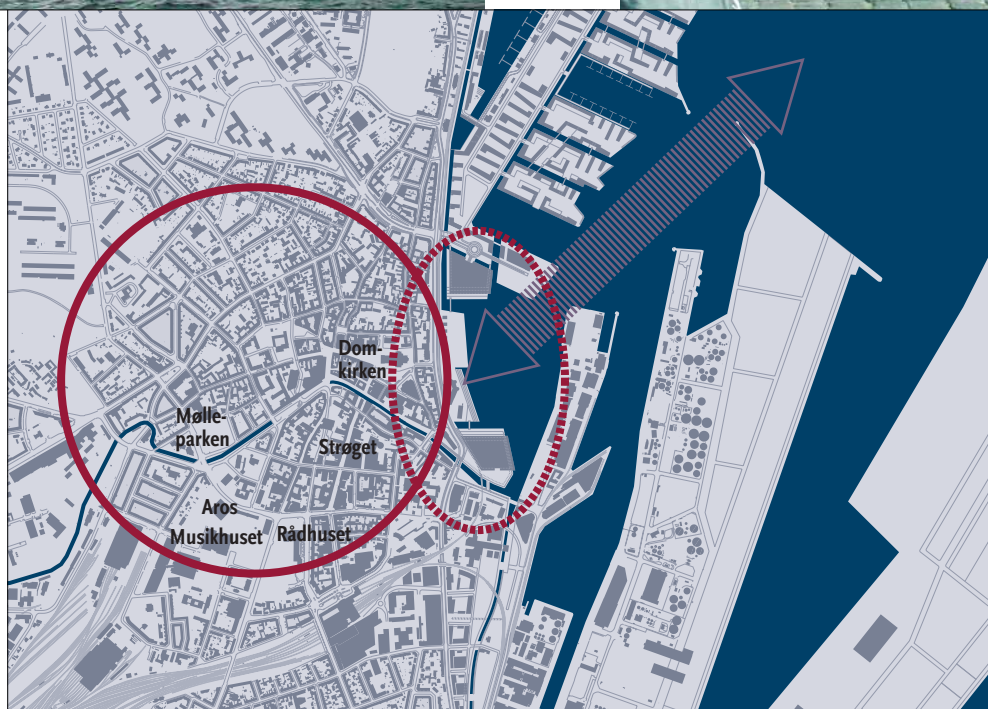 Dom-
kirken
Mølle-
parken
Strøget
Aros
Musikhuset
Rådhuset